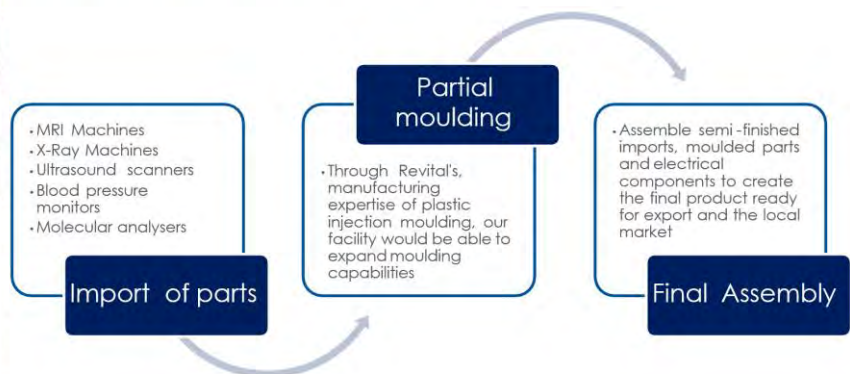 • MRI Machines
• X-Ray Machines
• Ultrasound scanners
• Blood pressure
monitors
• Molecular analysers
Import of parts
Partial
moulding
• Through Revital's,
manufacturing
expertise of plastic
injection moulding, our
facility would be able to
expand moulding
capabilities
• Assemble semi-finished
imports, moulded parts
and electrical
components to create
the final product ready
for export and the local
market
Final Assembly